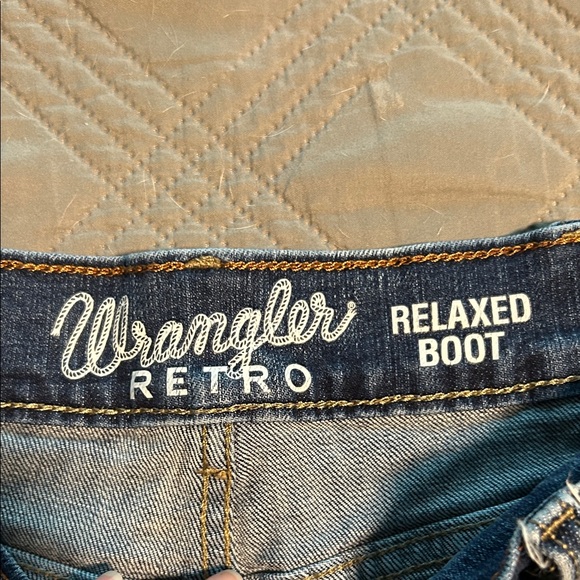 Wrangler®
RETRO
RELAXED
BOOT